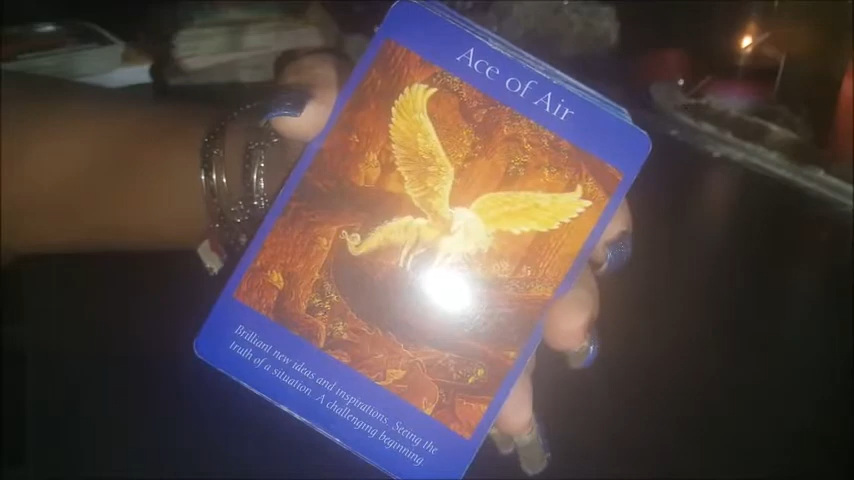 Ace of Air
Brilliant new ideas and inspirations. Seeing the
truth of a situation. A challenging beginning